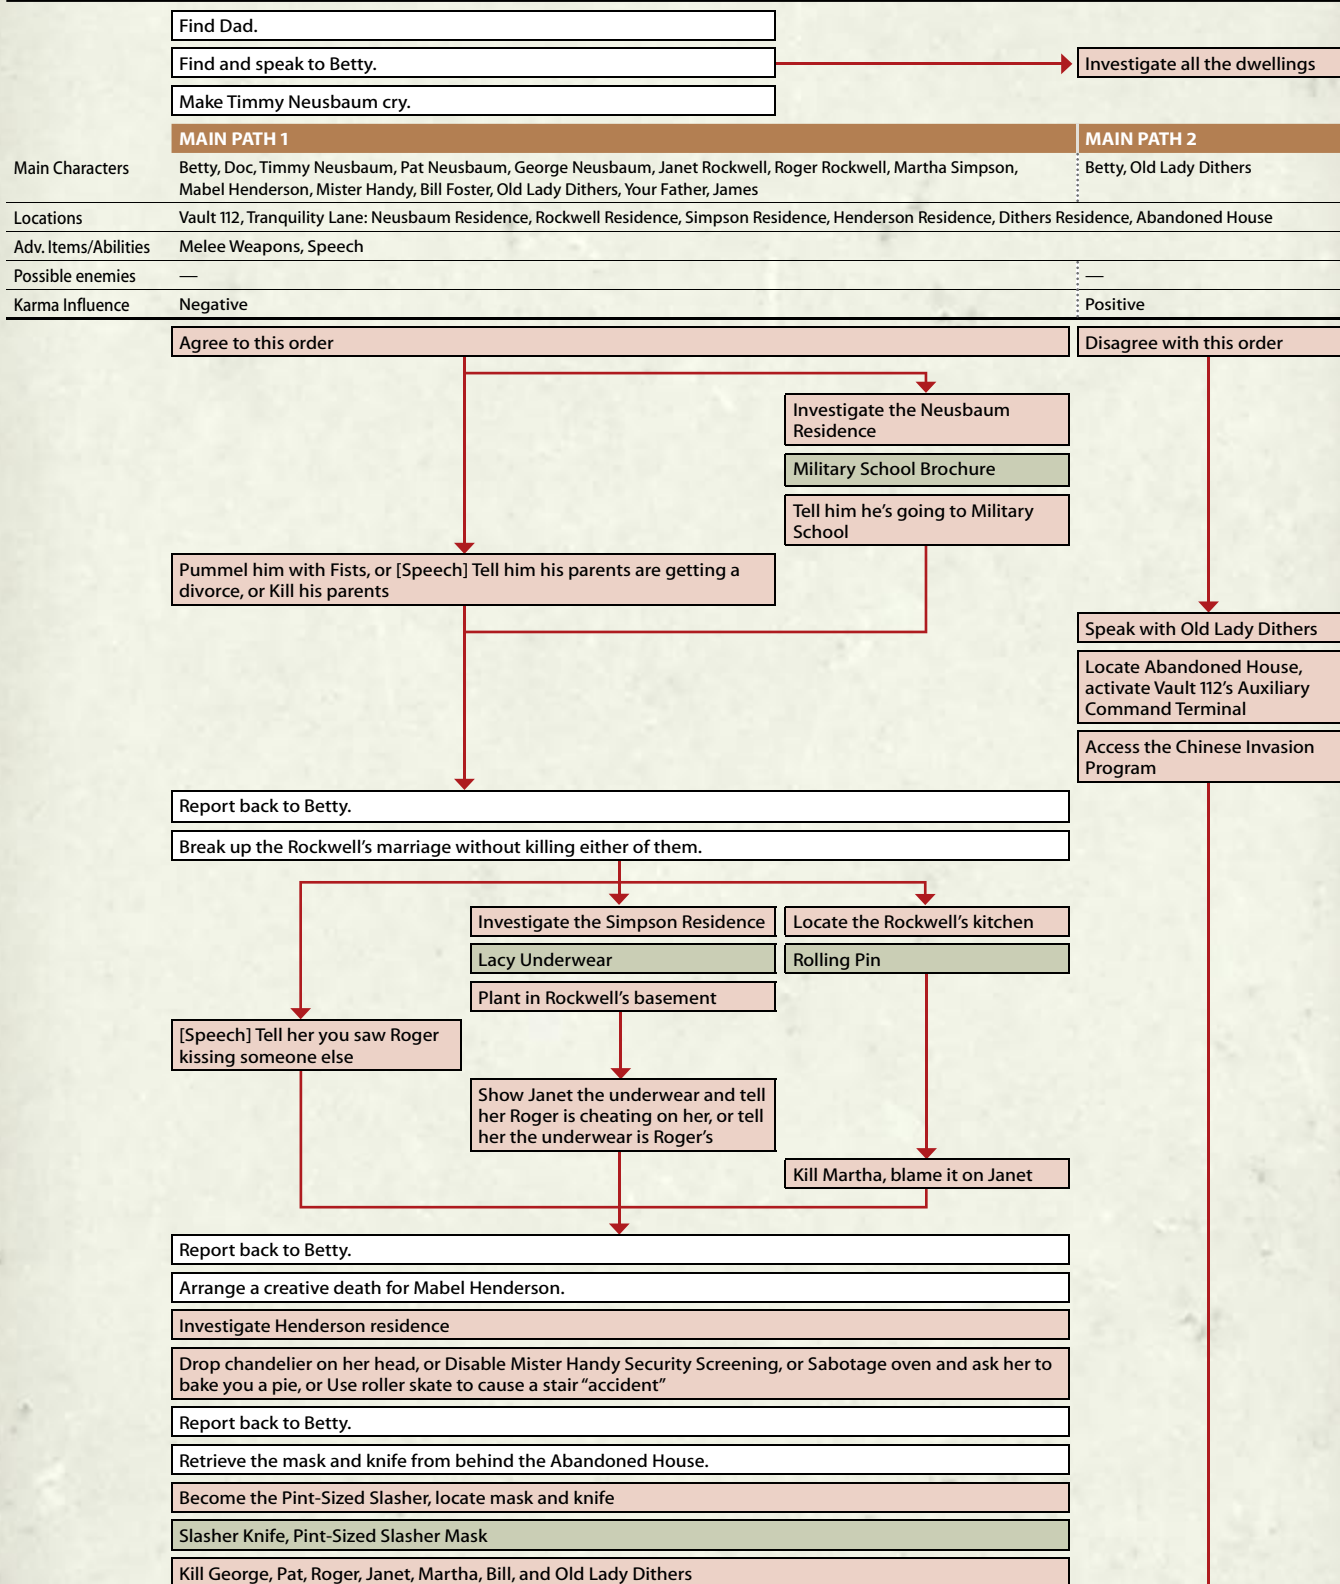 Find Dad.
Find and speak to Betty.
Investigate all the dwellings
Make Timmy Neusbaum cry.
MAIN PATH 1
MAIN PATH 2
Main Characters
Betty, Doc, Timmy Neusbaum, Pat Neusbaum, George Neusbaum, Janet Rockwell, Roger Rockwell, Martha Simpson,
Mabel Henderson, Mister Handy, Bill Foster, Old Lady Dithers, Your Father, James
Betty, Old Lady Dithers
Locations
Vault 112, Tranquility Lane: Neusbaum Residence, Rockwell Residence, Simpson Residence, Henderson Residence, Dithers Residence, Abandoned House
Adv. Items/Abilities
Melee Weapons, Speech
Possible enemies
—
—
Karma Influence
Negative
Positive
Agree to this order
Disagree with this order
Investigate the Neusbaum
Residence
Military School Brochure
Tell him he's going to Military
School
Pummel him with Fists, or [Speech] Tell him his parents are getting a
divorce, or Kill his parents
Speak with Old Lady Dithers
Locate Abandoned House,
activate Vault 112's Auxiliary
Command Terminal
Access the Chinese Invasion
Program
Report back to Betty.
Break up the Rockwell's marriage without killing either of them.
Investigate the Simpson Residence
Locate the Rockwell's kitchen
Lacy Underwear
Rolling Pin
Plant in Rockwell's basement
[Speech] Tell her you saw Roger
kissing someone else
Show Janet the underwear and tell
her Roger is cheating on her, or tell
her the underwear is Roger's
Kill Martha, blame it on Janet
Report back to Betty.
Arrange a creative death for Mabel Henderson.
Investigate Henderson residence
Drop chandelier on her head, or Disable Mister Handy Security Screening, or Sabotage oven and ask her to
bake you a pie, or Use roller skate to cause a stair "accident"
Report back to Betty.
Retrieve the mask and knife from behind the Abandoned House.
Become the Pint-Sized Slasher, locate mask and knife
Slasher Knife, Pint-Sized Slasher Mask
Kill George, Pat, Roger, Janet, Martha, Bill, and Old Lady Dithers